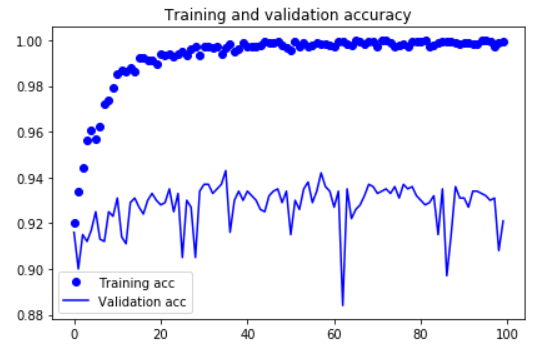 Training and validation accuracy
1.00
0.98
0.96
0.94
0.92
0.90
0.88
Training acc
Validation acc
0 20 40 60 80 100